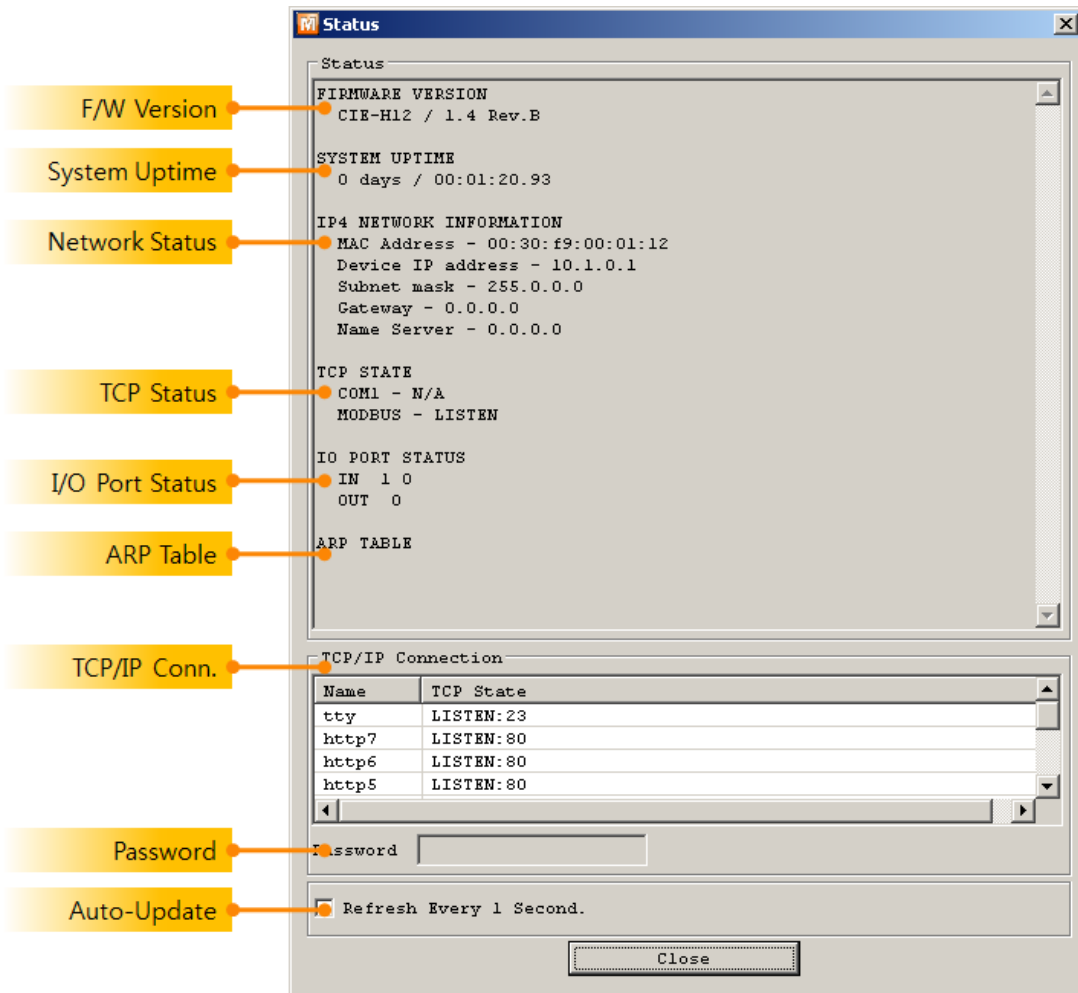 Status
Status
F/W Version
FIRMWARE VERSION
CIE-H12 / 1.4 Rev.B
System Uptime
SYSTEM UPTIME
0 days / 00:01:20.93
Network Status
IP4 NETWORK INFORMATION
MAC Address - 00:30:f9:00:01:12
Device IP address - 10.1.0.1
Subnet mask - 255.0.0.0
Gateway - 0.0.0.0
Name Server - 0.0.0.0
TCP Status
TCP STATE
COM1 - N/A
MODBUS - LISTEN
I/O Port Status
IO PORT STATUS
IN 1 0
OUT 0
ARP Table
ARP TABLE
TCP/IP Conn.
TCP/IP Connection
Name TCP State
tty LISTEN:23
http7 LISTEN:80
http6 LISTEN:80
http5 LISTEN:80
Password
Password
Auto-Update
Refresh Every 1 Second.
Close